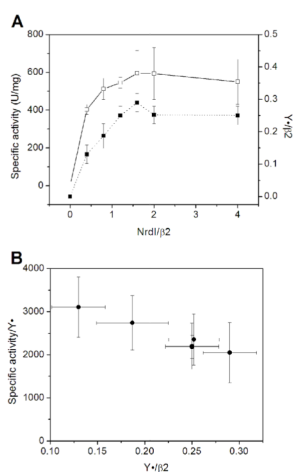 A
800
600
400
200
0
Specific activity (U/mg)
0.5
0.4
0.3
0.2
0.1
0.0
Y•/β2
0 1 2 3 4
NrdI/β2
B
4000
3000
2000
1000
0
Specific activity/Y•
0.10 0.15 0.20 0.25 0.30
Y•/β2